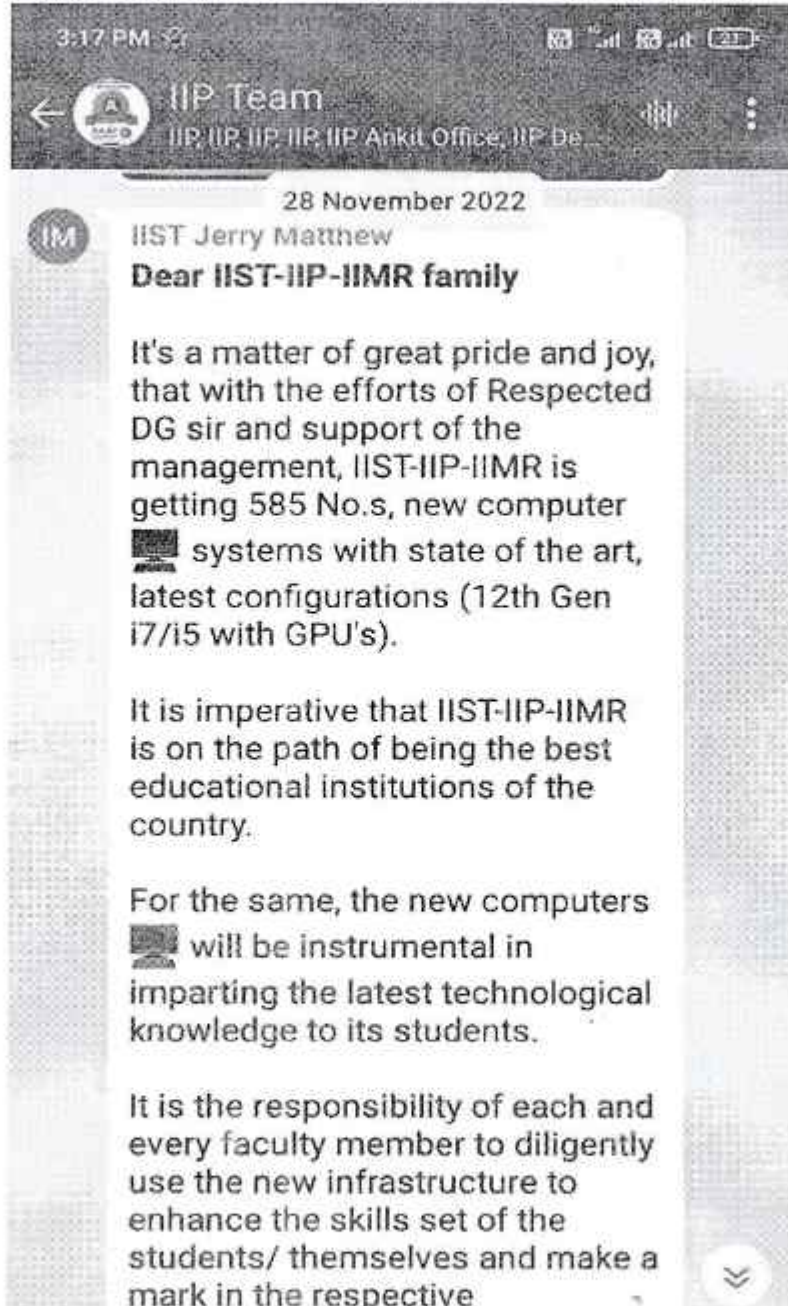 3:17 PM
21
IIP Team
IIP, IIP, IIP, IIP, IIP Ankit Office, IIP De...
28 November 2022
IM
IIST Jerry Matthew
Dear IIST-IIP-IIMR family
It's a matter of great pride and joy,
that with the efforts of Respected
DG sir and support of the
management, IIST-IIP-IIMR is
getting 585 No.s, new computer
systems with state of the art,
latest configurations (12th Gen
i7/i5 with GPU's).
It is imperative that IIST-IIP-IIMR
is on the path of being the best
educational institutions of the
country.
For the same, the new computers
will be instrumental in
imparting the latest technological
knowledge to its students.
It is the responsibility of each and
every faculty member to diligently
use the new infrastructure to
enhance the skills set of the
students/ themselves and make a
mark in the respective